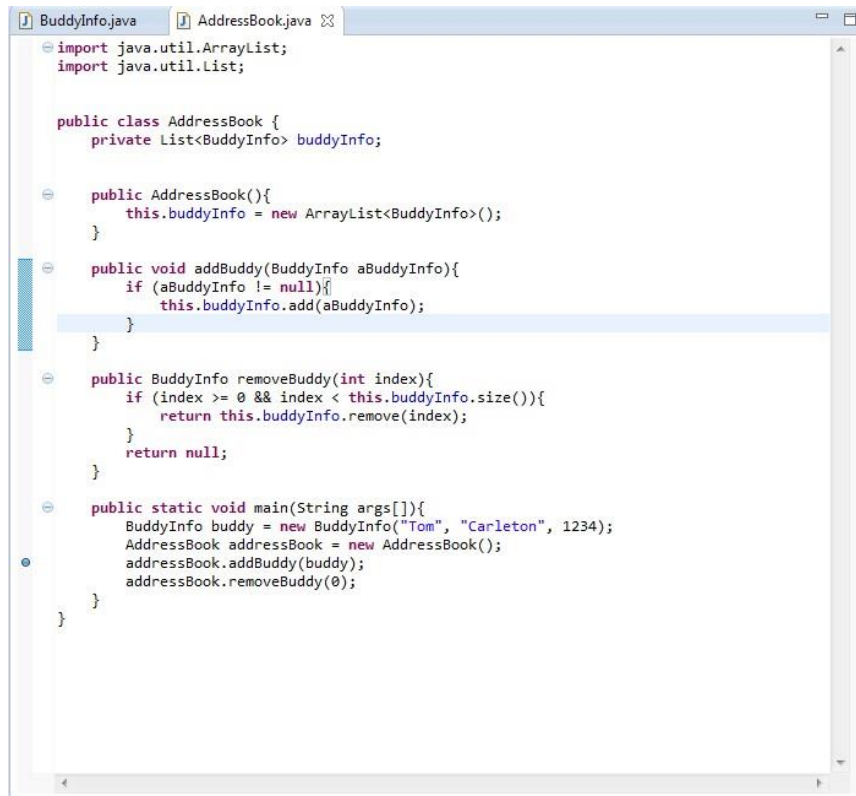 BuddyInfo.java AddressBook.java
import java.util.ArrayList;
import java.util.List;
public class AddressBook {
private List<BuddyInfo> buddyInfo;
public AddressBook(){
this.buddyInfo = new ArrayList<BuddyInfo>();
}
public void addBuddy(BuddyInfo aBuddyInfo){
if (aBuddyInfo != null){
this.buddyInfo.add(aBuddyInfo);
}
}
public BuddyInfo removeBuddy(int index){
if (index >= 0 && index < this.buddyInfo.size()){
return this.buddyInfo.remove(index);
}
return null;
}
public static void main(String args[]){
BuddyInfo buddy = new BuddyInfo("Tom", "Carleton", 1234);
AddressBook addressBook = new AddressBook();
addressBook.addBuddy(buddy);
addressBook.removeBuddy(0);
}
}